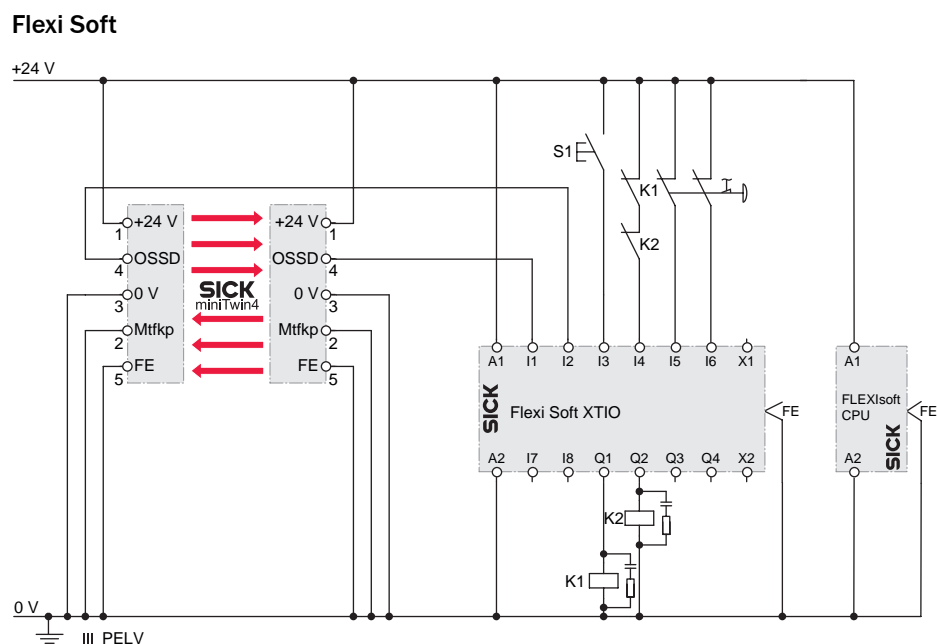 Flexi Soft
+24 V
S1
K1
K2
+24 V
1
OSSD
4
0 V
3
Mtfkp
2
FE
5
SICK
miniTwin4
+24 V
1
OSSD
4
0 V
3
Mtfkp
2
FE
5
A1 I1 I2 I3 I4 I5 I6 X1
SICK
Flexi Soft XTIO
FE
A2 I7 I8 Q1 Q2 Q3 Q4 X2
A1
FLEXIsoft
CPU
SICK
FE
A2
K2
K1
0 V
PELV